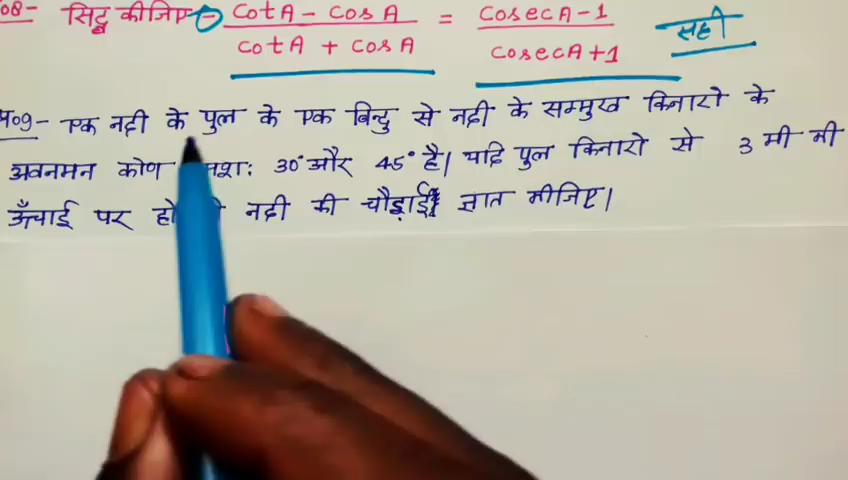 08- सिद्ध कीजिए - CotA - cosA / cotA + cosA = cosecA-1 / cosecA+1 सही
प्र०9- एक नदी के पुल के एक बिन्दु से नदी के सम्मुख किनारो के
अवनमन कोण 30° और 45° है। यदि पुल किनारो से 3 मी की
ऊँचाई पर हो नदी की चौड़ाई ज्ञात कीजिए।